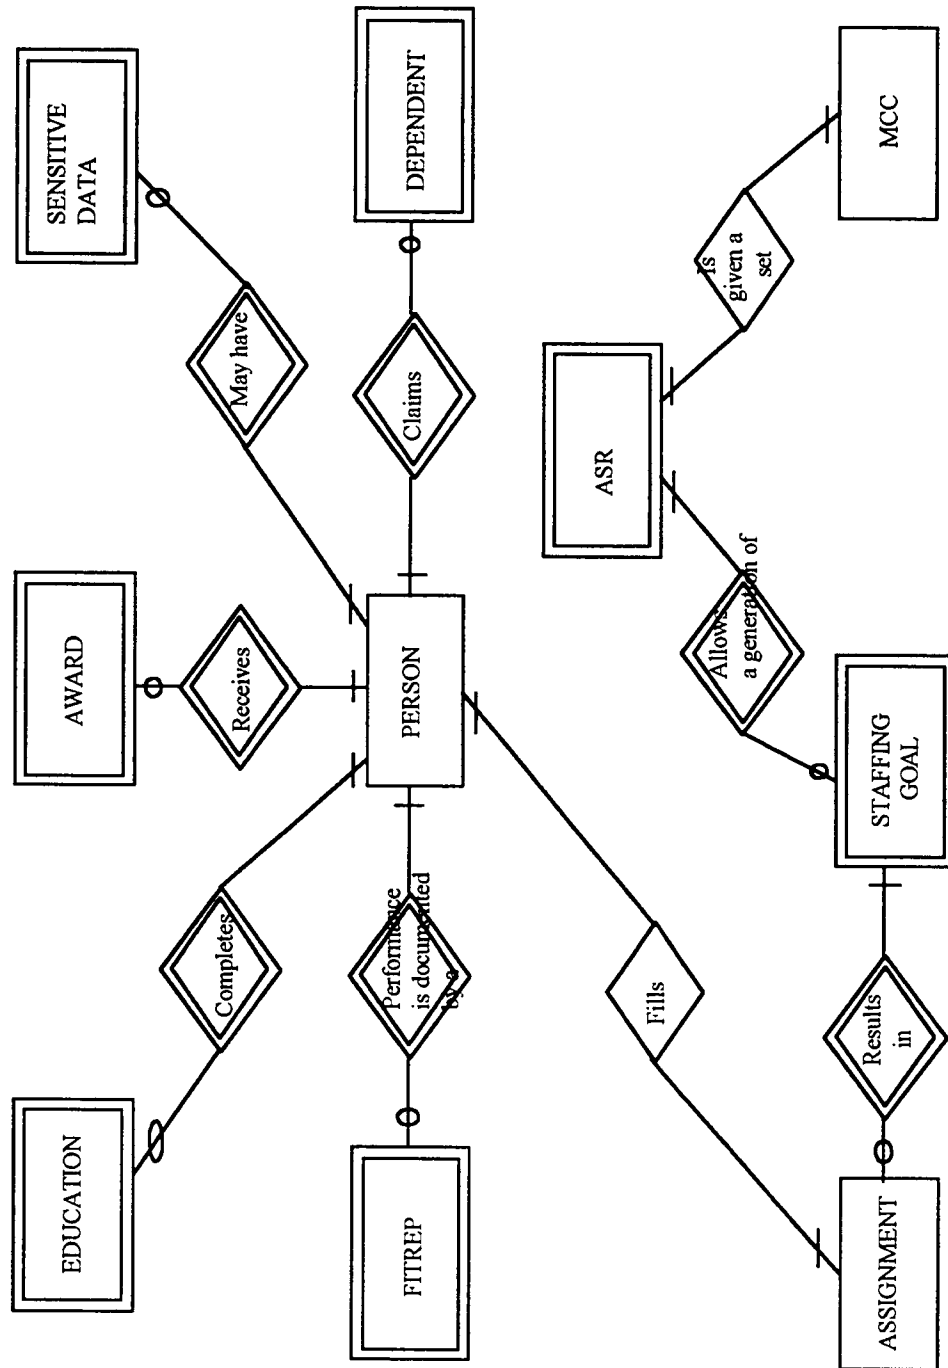 EDUCATION
AWARD
SENSITIVE
DATA
Completes
Receives
May have
FITREP
Performance
is documented
by a
PERSON
Claims
DEPENDENT
Fills
ASR
Allows
a generation of
Is
given a
set
ASSIGNMENT
Results
in
STAFFING
GOAL
MCC